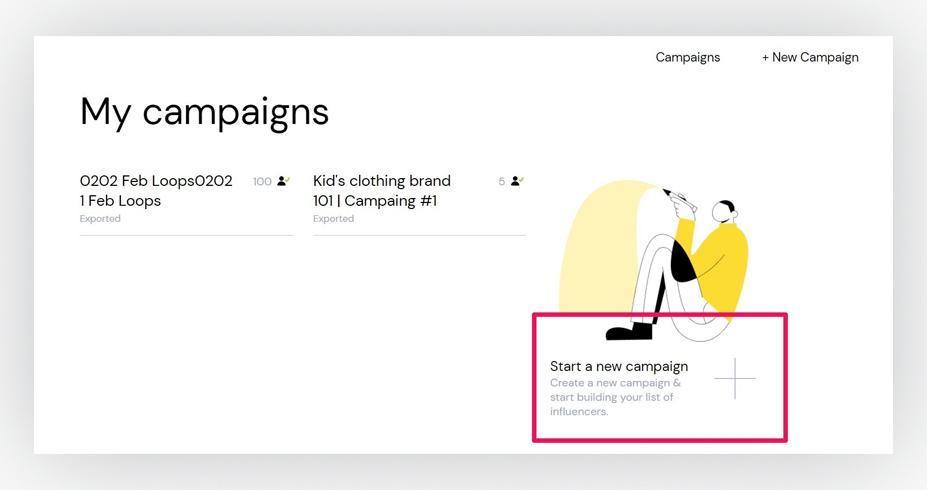 Campaigns
+ New Campaign
My campaigns
0202 Feb Loops0202
1 Feb Loops
100
Exported
Kid's clothing brand
101 | Campaing #1
5
Exported
Start a new campaign
Create a new campaign &
start building your list of
influencers.